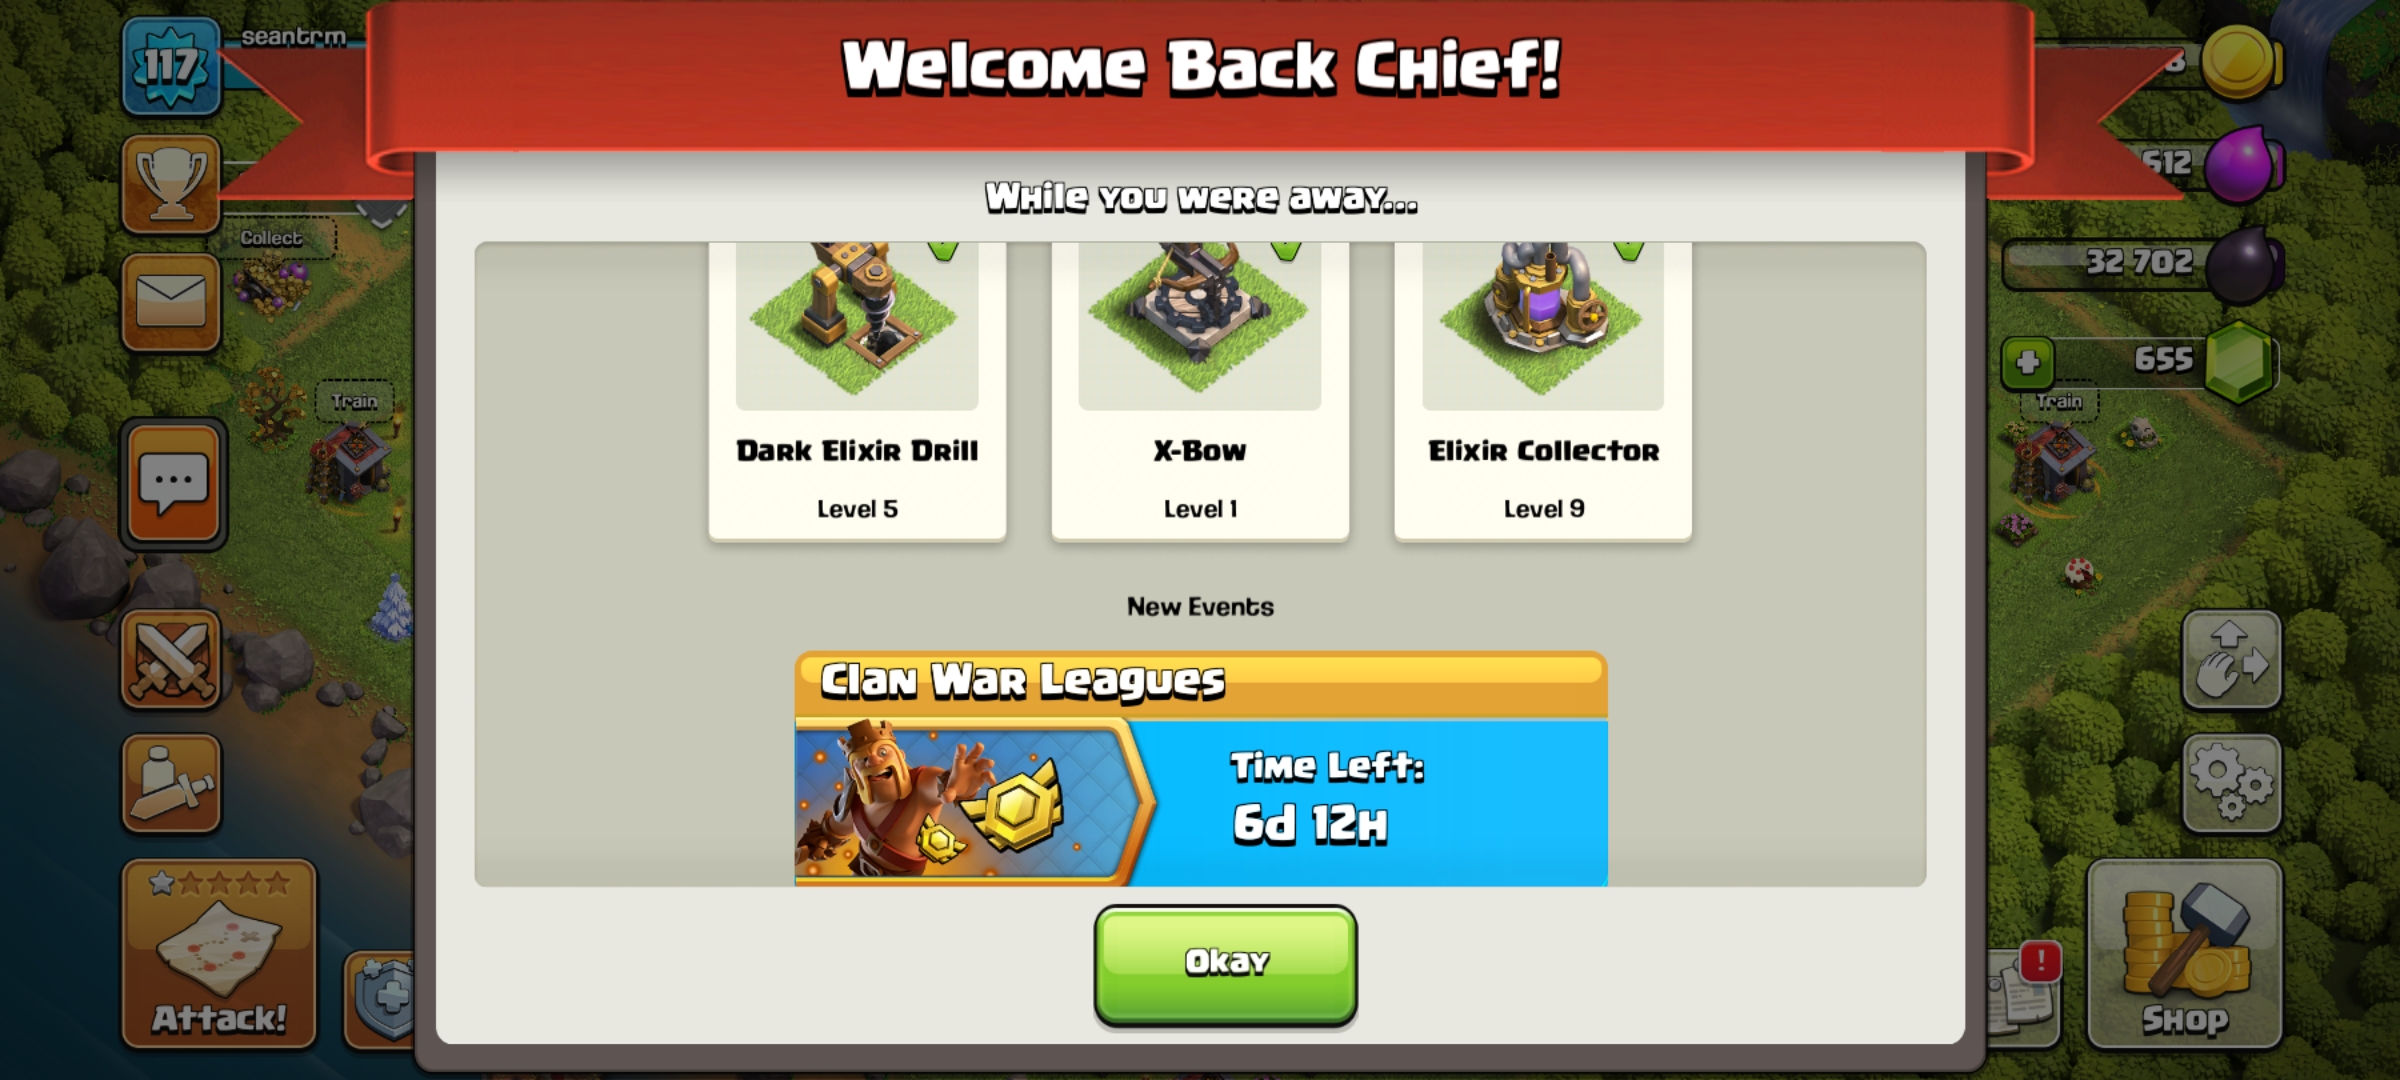 117
seantrm
Welcome Back Chief!
While you were away...
Collect
612
32 702
655
Train
Train
Dark Elixir Drill
Level 5
X-Bow
Level 1
Elixir Collector
Level 9
New Events
Clan War Leagues
Time Left:
6d 12H
Okay
Attack!
!
Shop